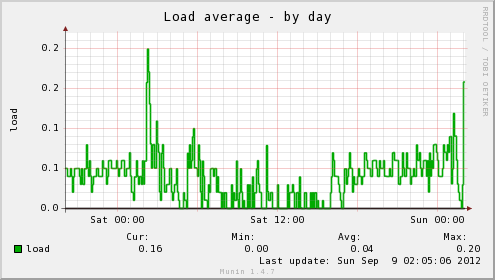 Load average - by day
RRDTOOL / TOBI OETIKER
load
0.2
0.2
0.1
0.1
0.0
Sat 00:00 Sat 12:00 Sun 00:00
Cur: Min: Avg: Max:
load 0.16 0.00 0.04 0.20
Last update: Sun Sep 9 02:05:06 2012
Munin 1.4.7